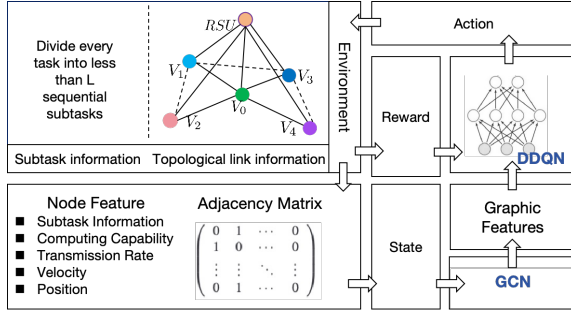 Divide every
task into less
than L
sequential
subtasks
RSU
V1
V3
V0
V2
V4
Subtask information
Topological link information
Environment
Action
Reward
DDQN
Node Feature
■ Subtask Information
■ Computing Capability
■ Transmission Rate
■ Velocity
■ Position
Adjacency Matrix
0 1 ⋯ 0
1 0 ⋯ 0
⋮ ⋮ ⋱ ⋮
0 1 ⋯ 0
State
Graphic
Features
GCN